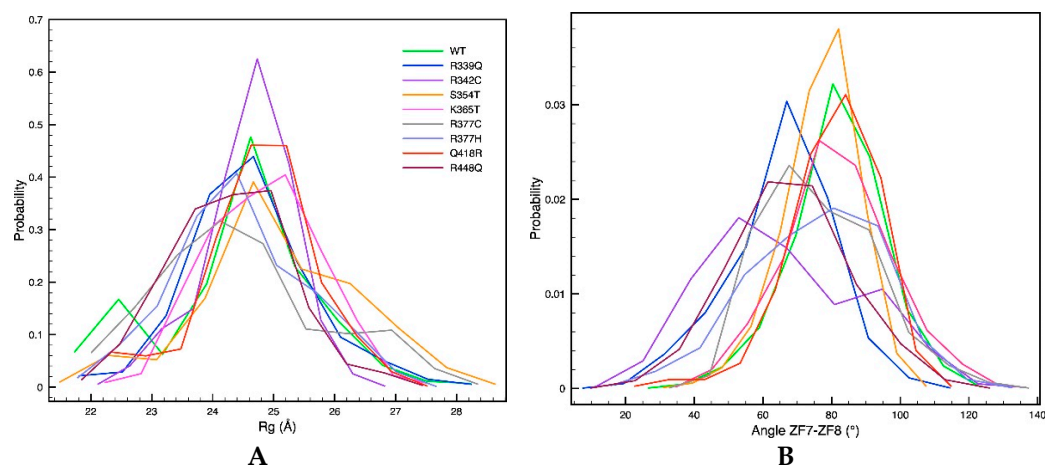 0.7
0.6
0.5
0.4
0.3
0.2
0.1
0
Probability
22 23 24 25 26 27 28
Rg (Å)
WT
R339Q
R342C
S354T
K365T
R377C
R377H
Q418R
R448Q
A
0.03
0.02
0.01
0
Probability
20 40 60 80 100 120 140
Angle ZF7-ZF8 (°)
B